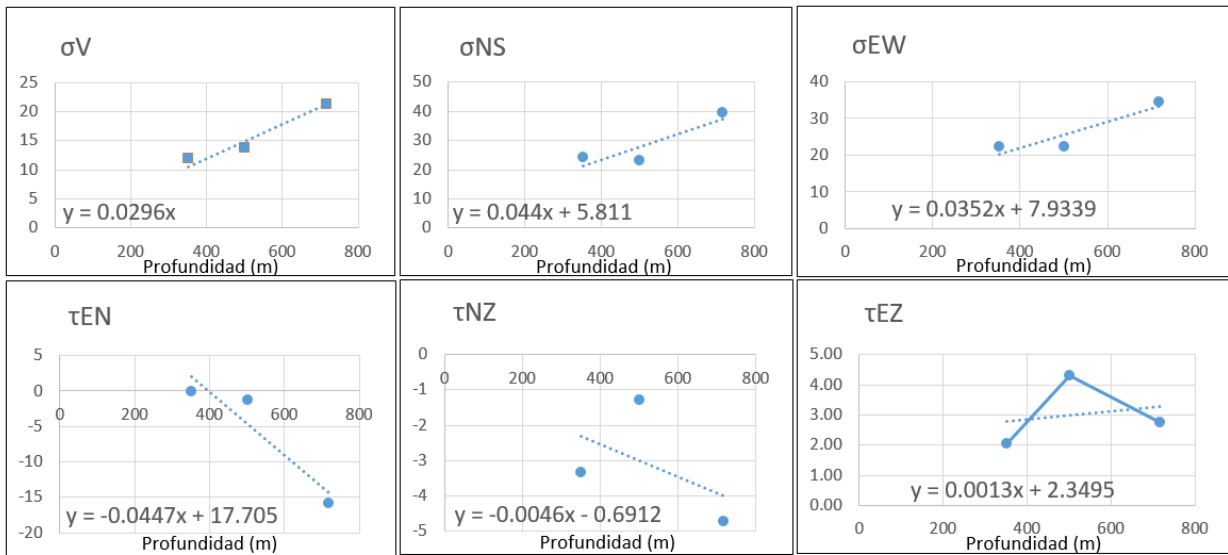 σV
25
20
15
10
5
0
y = 0.0296x
0 200 400 600 800
Profundidad (m)
σNS
50
40
30
20
10
0
y = 0.044x + 5.811
0 200 400 600 800
Profundidad (m)
σEW
40
30
20
10
0
y = 0.0352x + 7.9339
0 200 400 600 800
Profundidad (m)
τEN
5
0
0 200 400 600 800
-5
-10
-15
y = -0.0447x + 17.705
-20
Profundidad (m)
τNZ
0
0 200 400 600 800
-1
-2
-3
-4
y = -0.0046x - 0.6912
-5
Profundidad (m)
τEZ
5.00
4.00
3.00
2.00
1.00
y = 0.0013x + 2.3495
0.00
0 200 400 600 800
Profundidad (m)